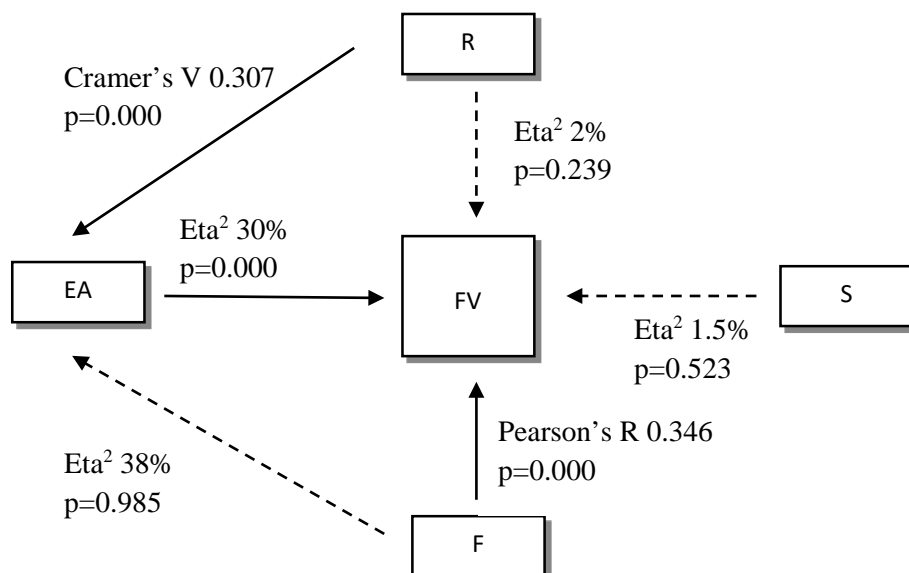 R
Cramer’s V 0.307
p=0.000
Eta² 2%
p=0.239
Eta² 30%
p=0.000
EA
FV
S
Eta² 1.5%
p=0.523
Pearson’s R 0.346
p=0.000
Eta² 38%
p=0.985
F